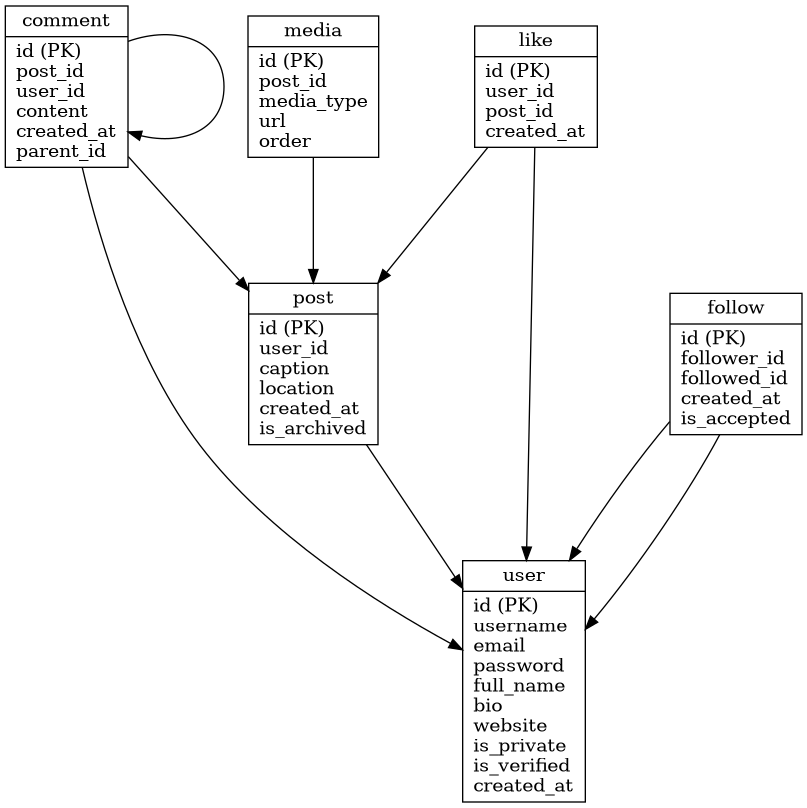 comment
id (PK)
post_id
user_id
content
created_at
parent_id
media
id (PK)
post_id
media_type
url
order
like
id (PK)
user_id
post_id
created_at
post
id (PK)
user_id
caption
location
created_at
is_archived
follow
id (PK)
follower_id
followed_id
created_at
is_accepted
user
id (PK)
username
email
password
full_name
bio
website
is_private
is_verified
created_at